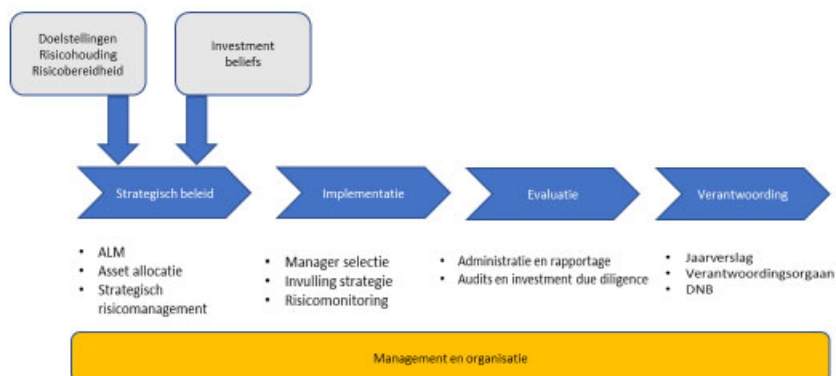 Doelstellingen
Risicohouding
Risicobereidheid
Investment
beliefs
Strategisch beleid
Implementatie
Evaluatie
Verantwoording
• ALM
• Asset allocatie
• Strategisch
risicomanagement
• Manager selectie
• Invulling strategie
• Risicomonitoring
• Administratie en rapportage
• Audits en investment due diligence
• Jaarverslag
• Verantwoordingsorgaan
• DNB
Management en organisatie